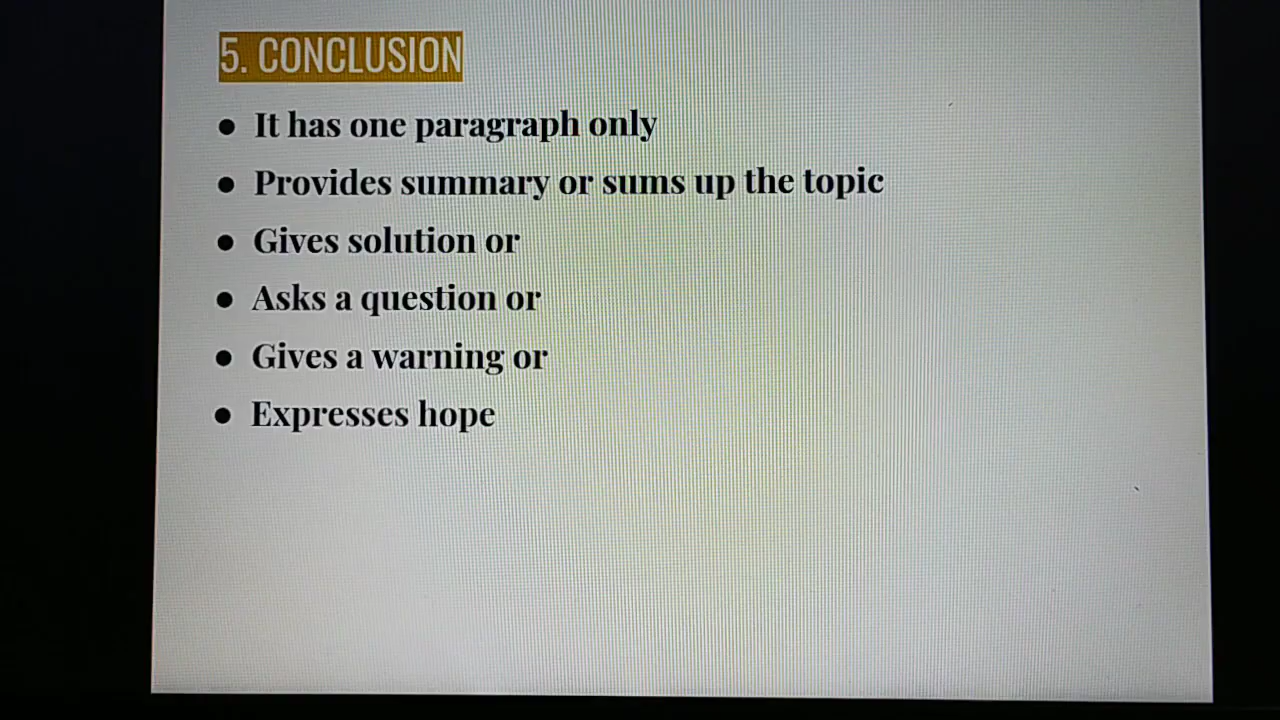 5. CONCLUSION
● It has one paragraph only
● Provides summary or sums up the topic
● Gives solution or
● Asks a question or
● Gives a warning or
● Expresses hope